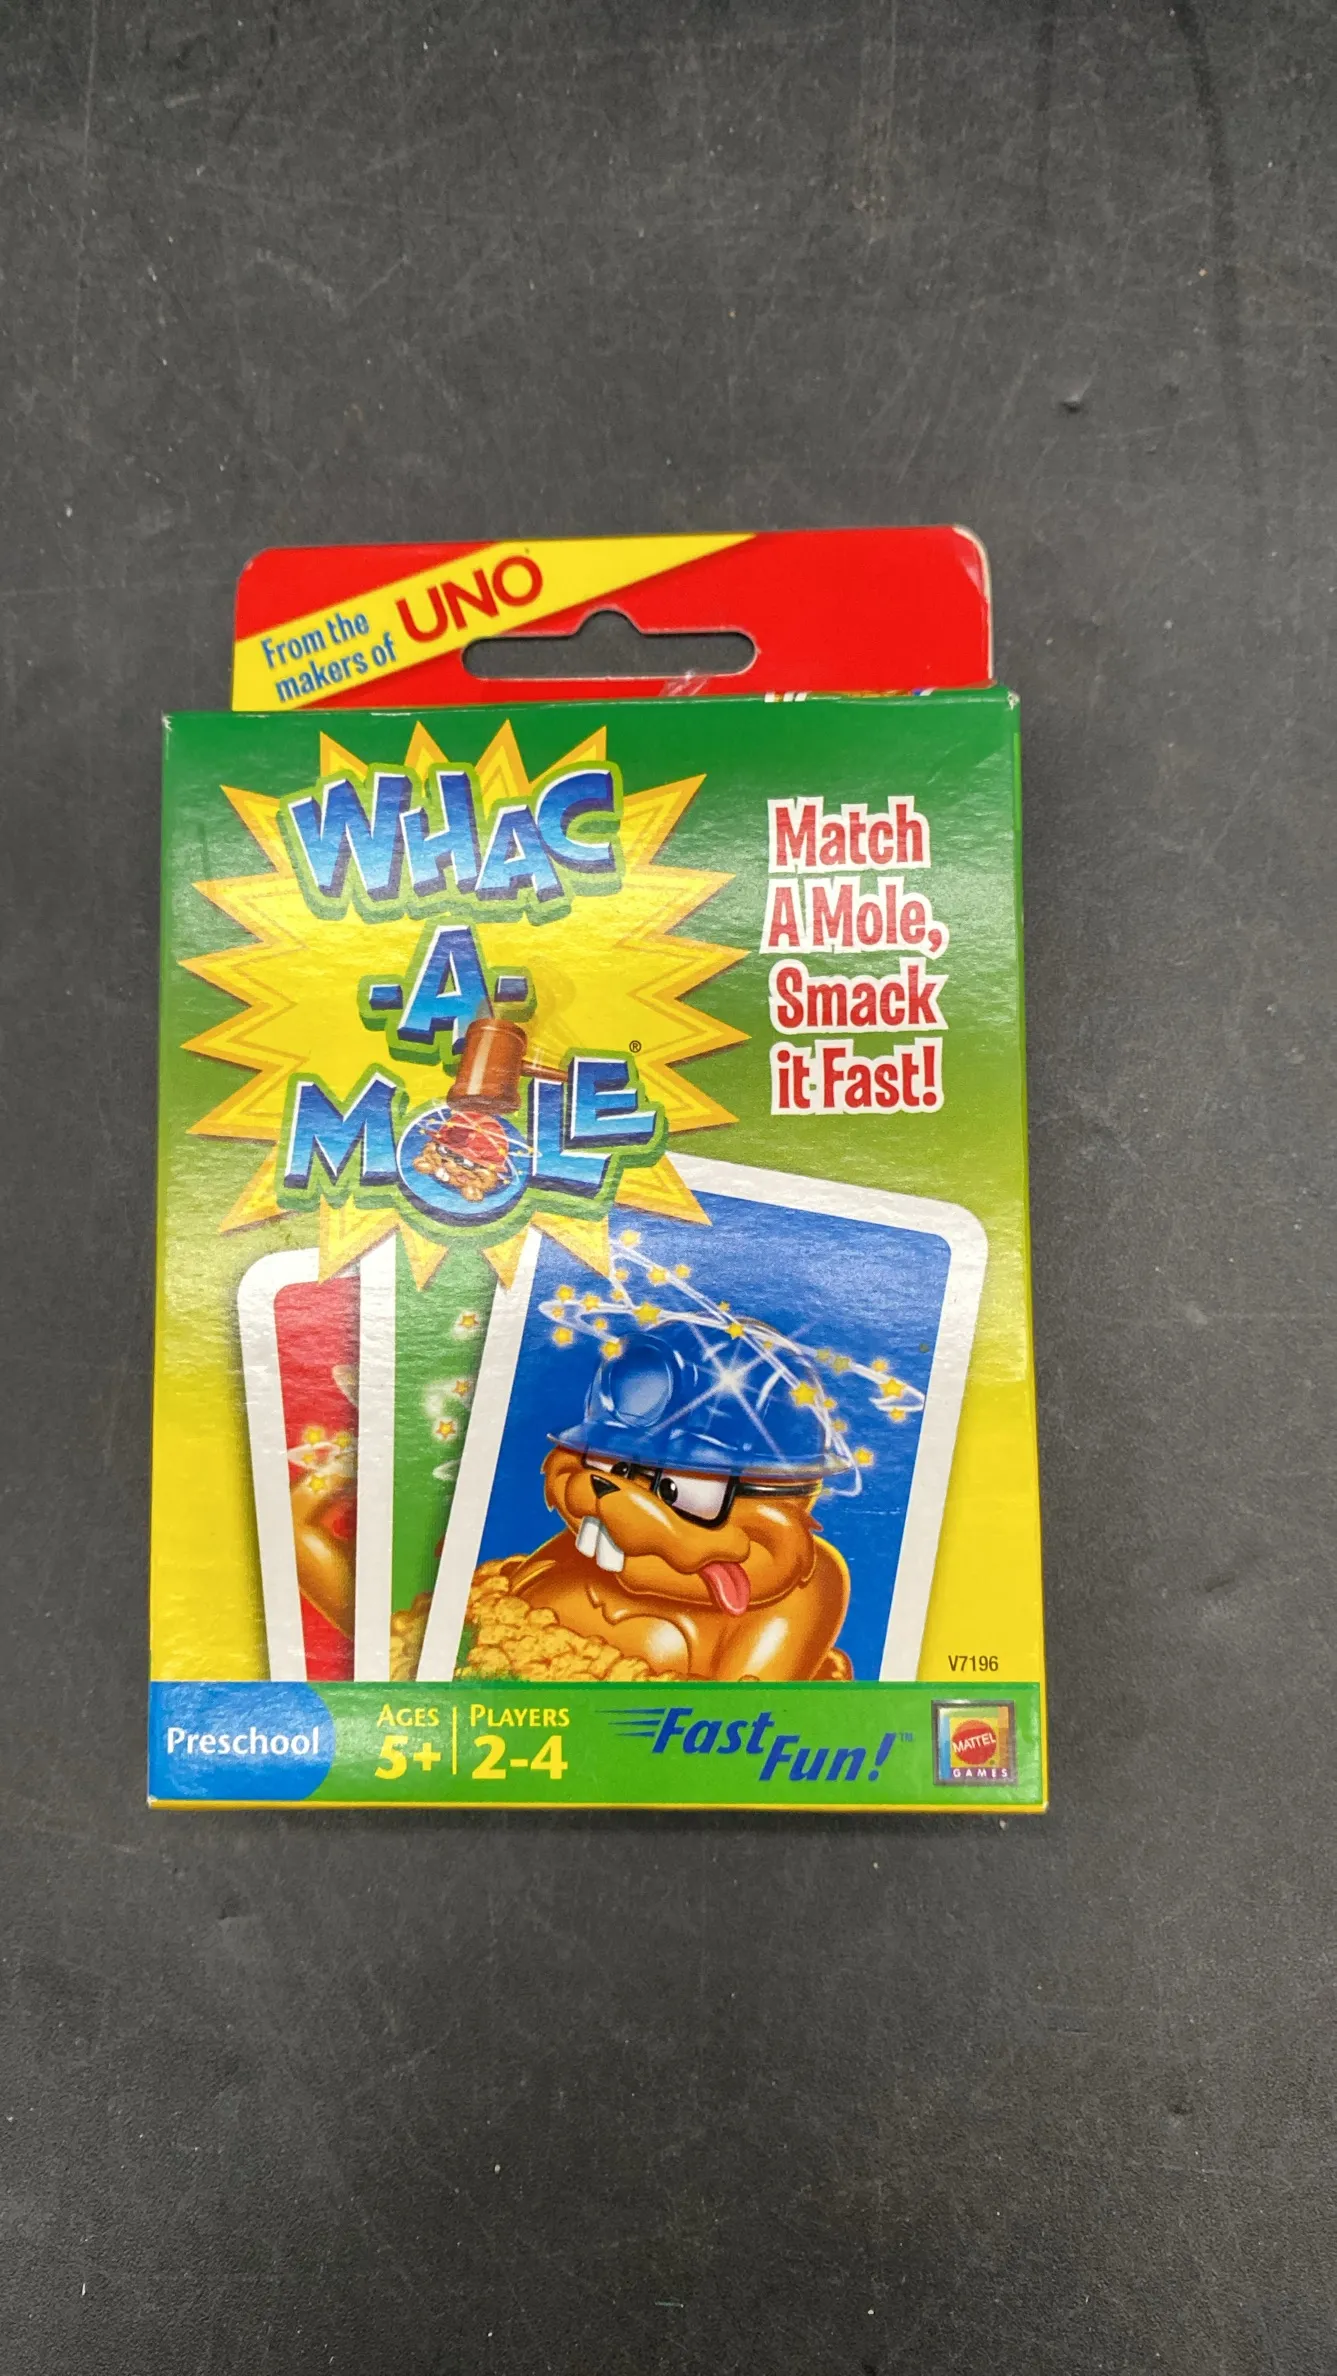 From the
makers of UNO
WHAC
-A-
MOLE®
Match
A Mole,
Smack
it Fast!
V7196
Preschool
AGES
5+
PLAYERS
2-4
Fast
Fun!™
MATTEL
GAMES